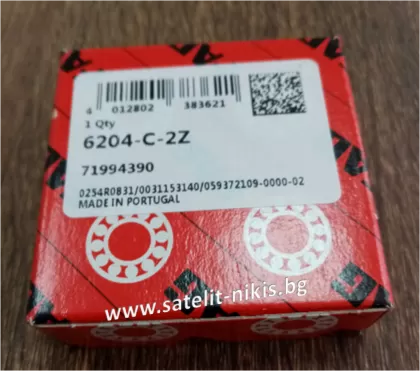 4 012802 383621
1 Qty
6204-C-2Z
71994390
0254R0831/0031153140/059372109-0000-02
MADE IN PORTUGAL
www.satelit-nikis.bg